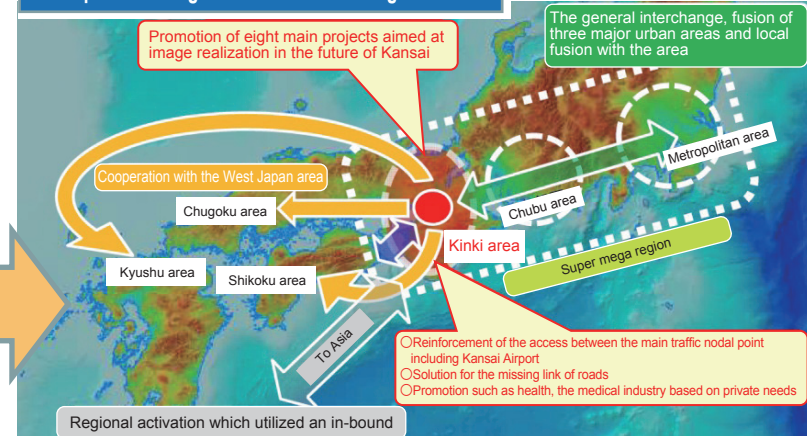 Promotion of eight main projects aimed at
image realization in the future of Kansai
The general interchange, fusion of
three major urban areas and local
fusion with the area
Metropolitan area
Cooperation with the West Japan area
Chugoku area
Chubu area
Kinki area
Kyushu area
Shikoku area
Super mega region
To Asia
○Reinforcement of the access between the main traffic nodal point
including Kansai Airport
○Solution for the missing link of roads
○Promotion such as health, the medical industry based on private needs
Regional activation which utilized an in-bound